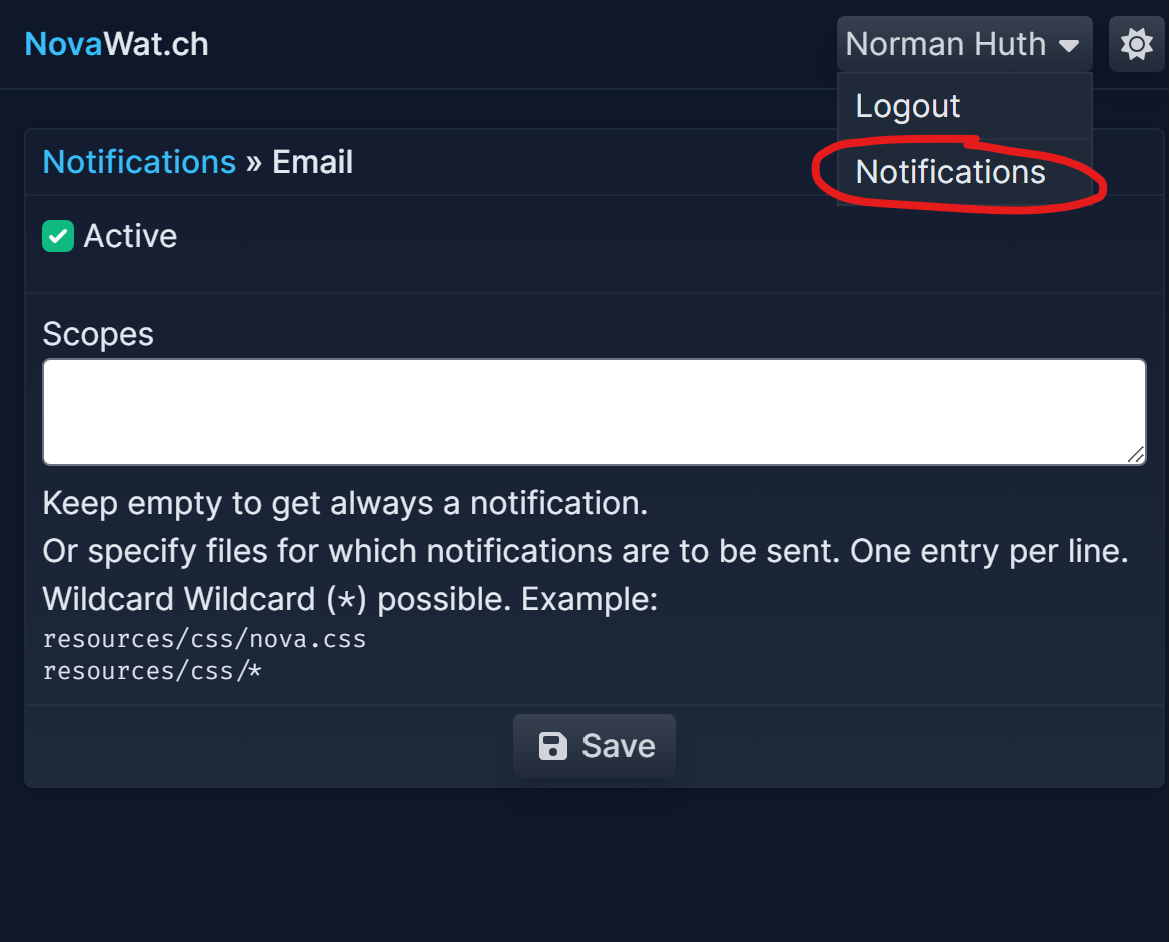 NovaWat.ch
Norman Huth
Logout
Notifications
Notifications » Email
Active
Scopes
Keep empty to get always a notification.
Or specify files for which notifications are to be sent. One entry per line.
Wildcard Wildcard (*) possible. Example:
resources/css/nova.css
resources/css/*
Save